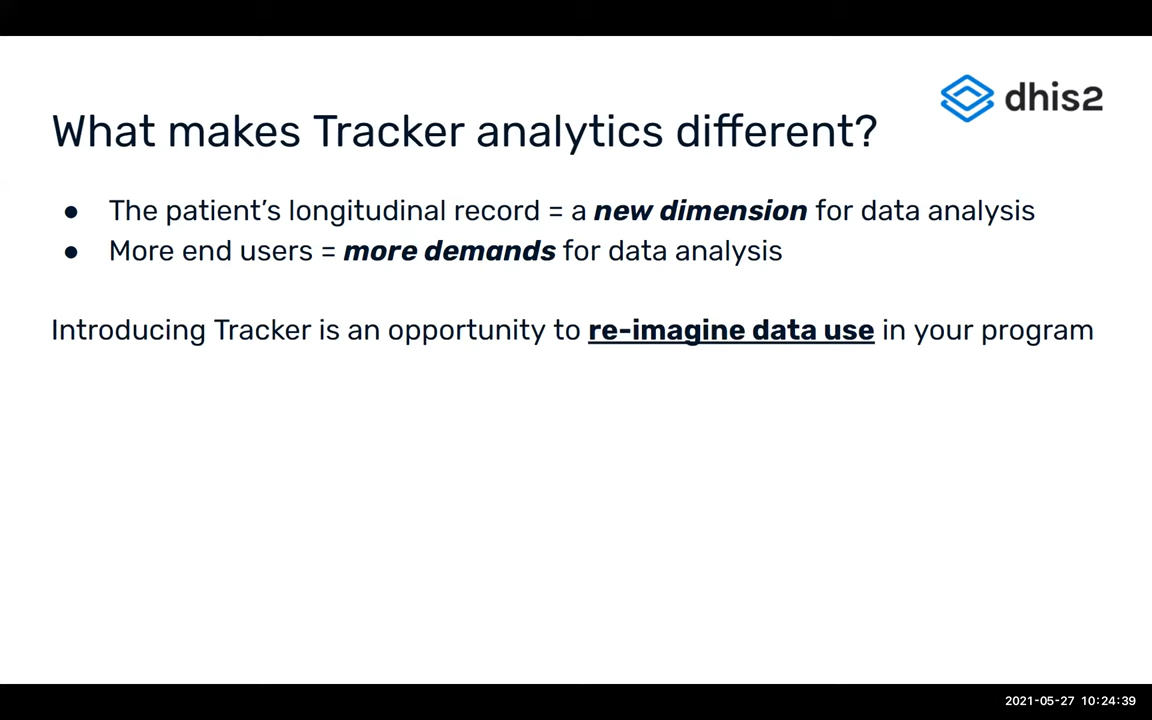 dhis2
What makes Tracker analytics different?
● The patient’s longitudinal record = a new dimension for data analysis
● More end users = more demands for data analysis
Introducing Tracker is an opportunity to re-imagine data use in your program
2021-05-27 10:24:39